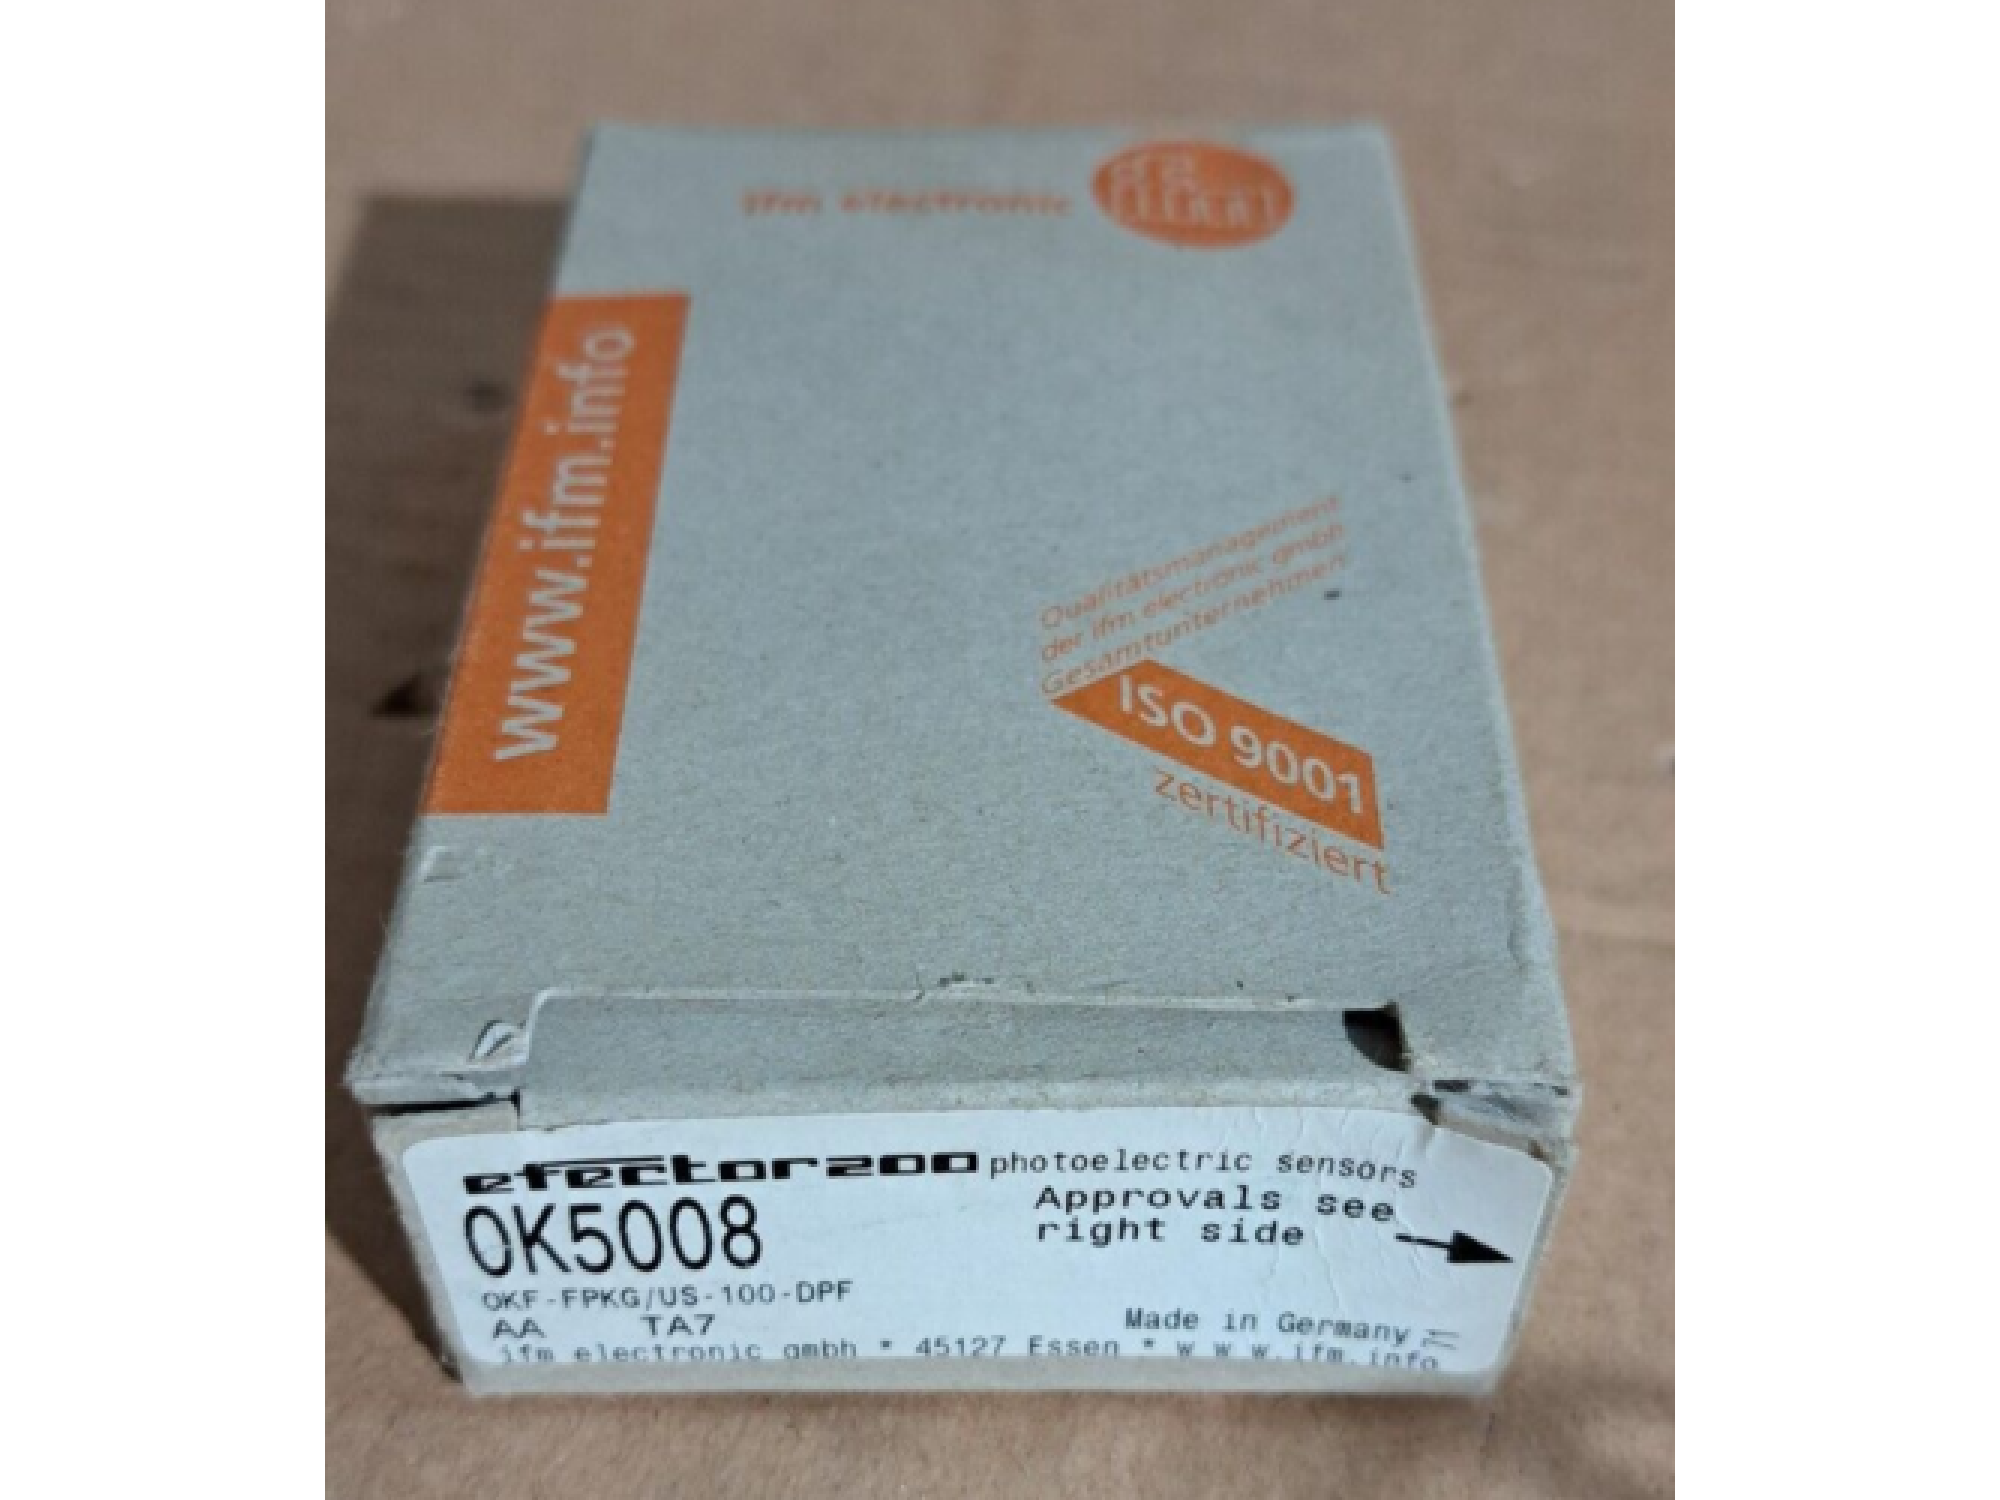 ifm electronic
ifm
www.ifm.info
Qualitätsmanagement
der ifm electronic gmbh
Gesamtunternehmen
ISO 9001
zertifiziert
efector200 photoelectric sensors
OK5008
Approvals see
right side
OKF-FPKG/US-100-DPF
AA TA7
Made in Germany
ifm electronic gmbh * 45127 Essen * www.ifm.info